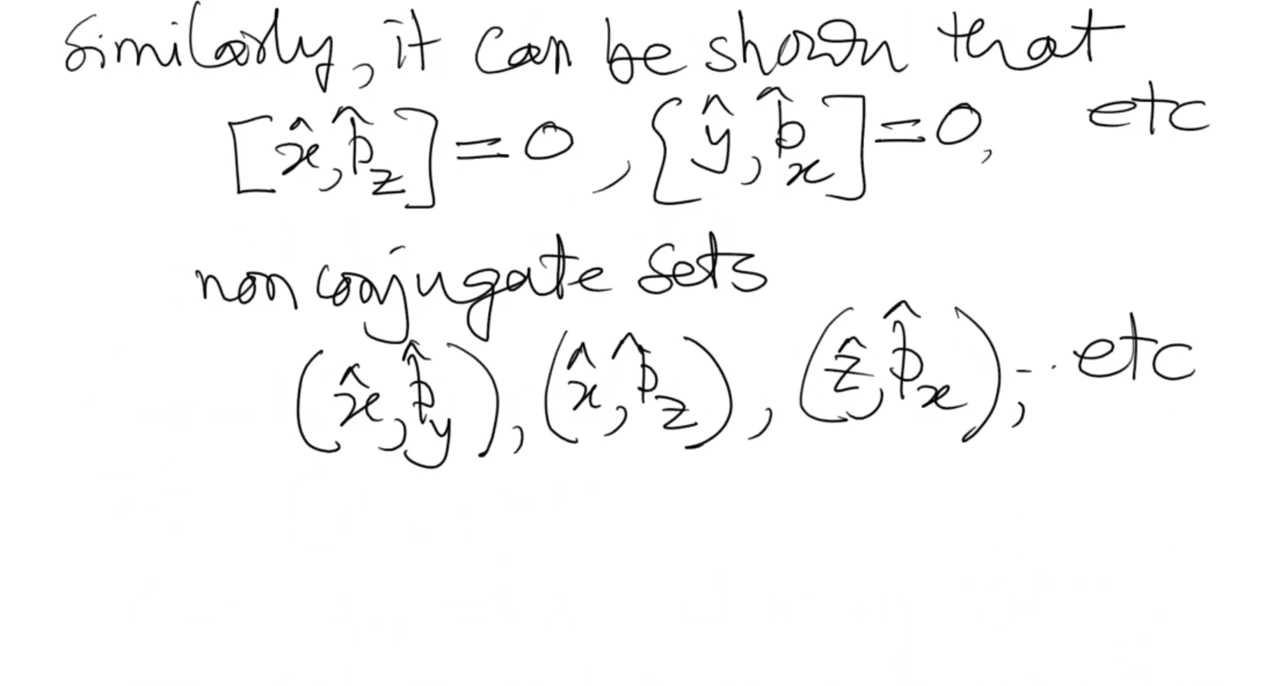 similarly, it can be shown that
[x̂, p̂_z] = 0, [ŷ, p̂_x] = 0, etc
non conjugate sets
(x̂, p̂_y), (x̂, p̂_z), (ẑ, p̂_x), -.. etc